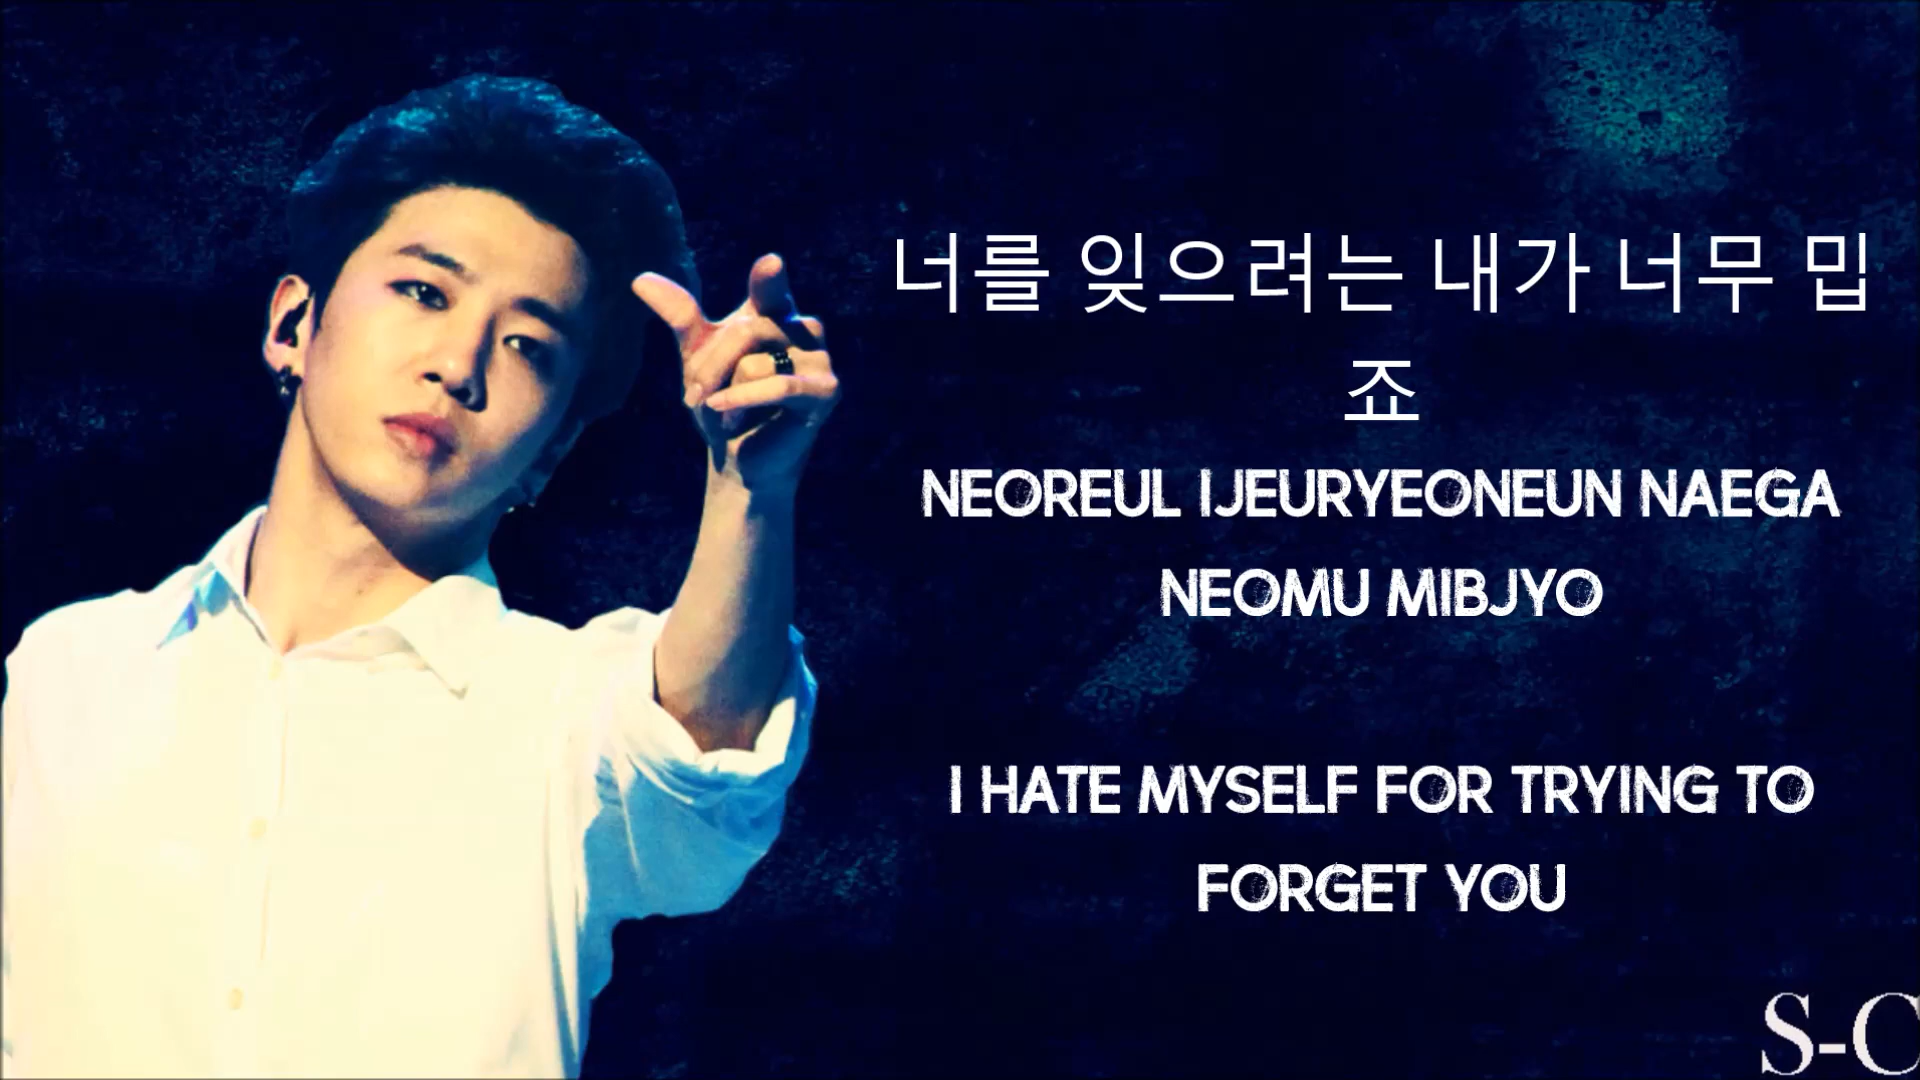 너를 잊으려는 내가 너무 밉
죠
NEOREUL IJEURYEONEUN NAEGA
NEOMU MIBJYO
I HATE MYSELF FOR TRYING TO
FORGET YOU
S-C